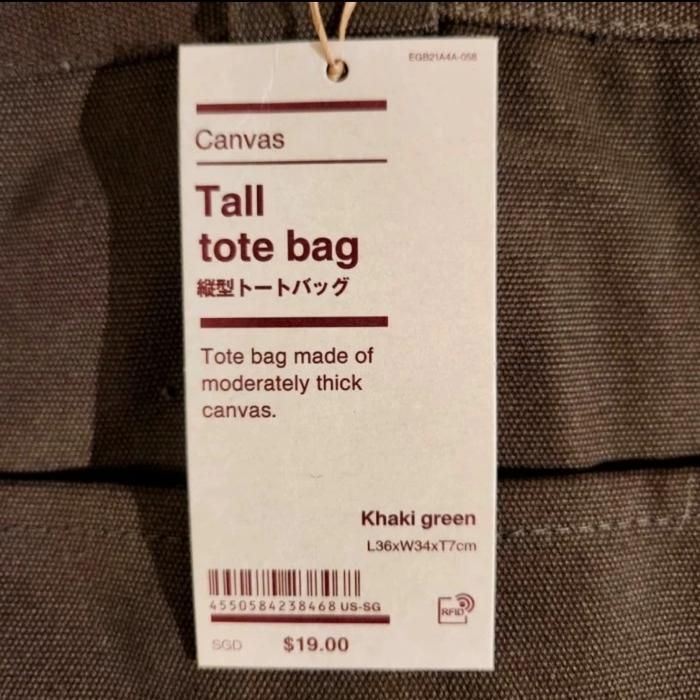 EGB21A4A-058
Canvas
Tall
tote bag
縦型トートバッグ
Tote bag made of
moderately thick
canvas.
Khaki green
L36xW34xT7cm
4550584238468 US-SG
RFID
SGD $19.00